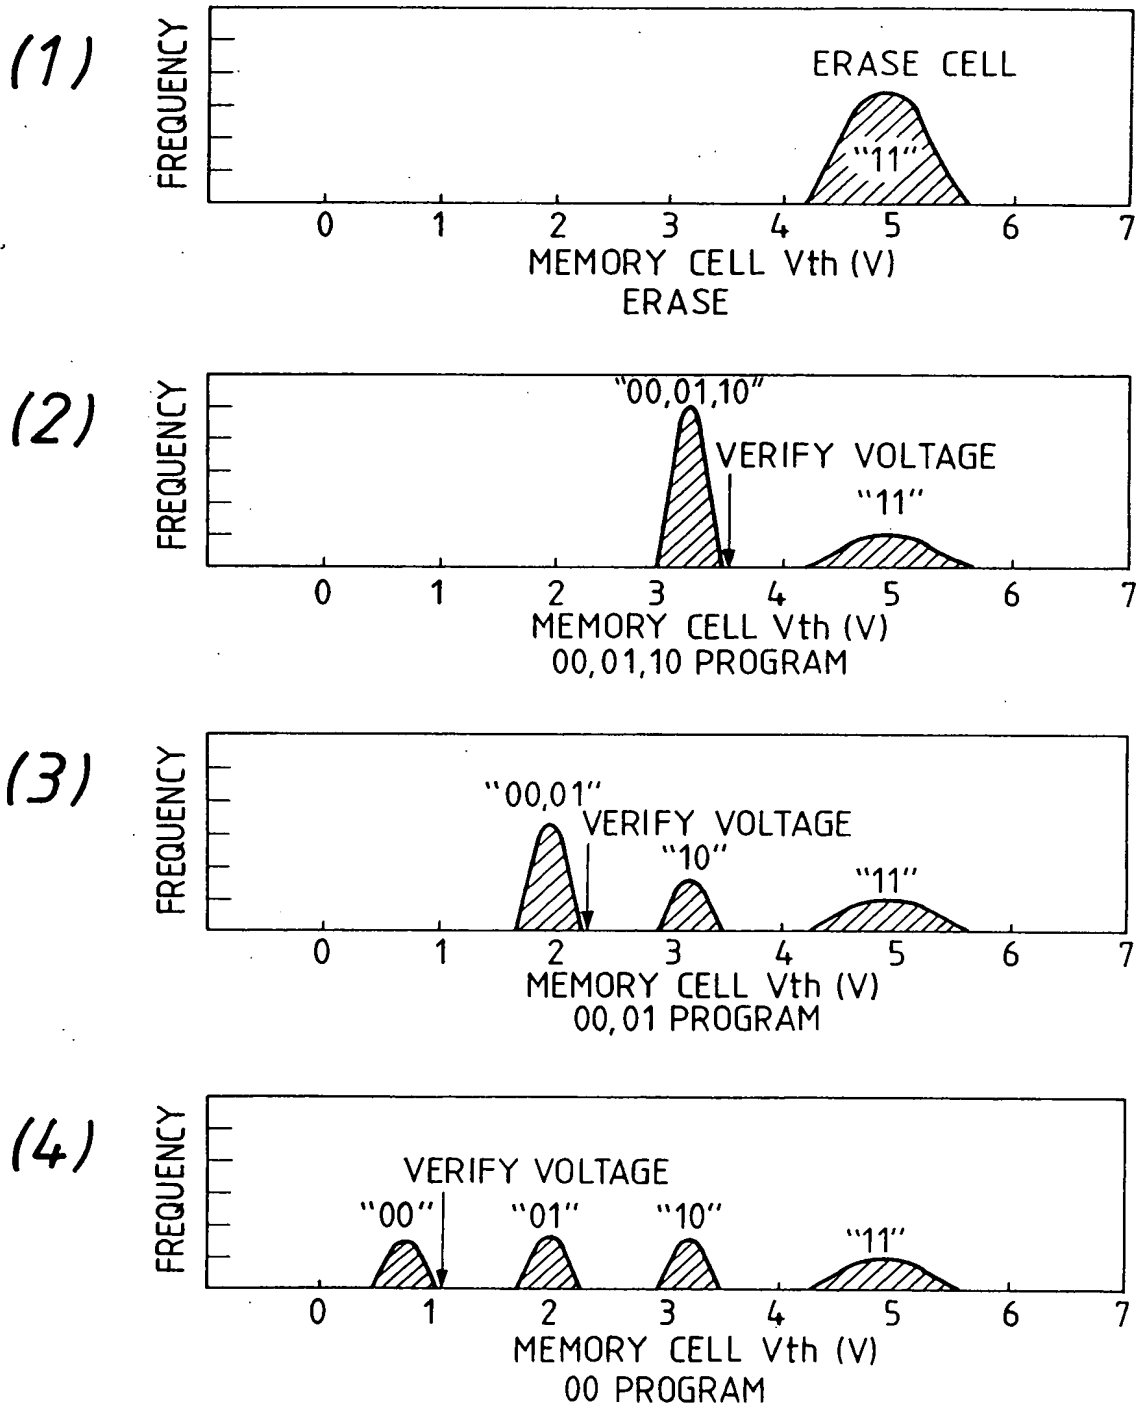 (1)
FREQUENCY
ERASE CELL
"11"
0 1 2 3 4 5 6 7
MEMORY CELL Vth (V)
ERASE
(2)
FREQUENCY
"00,01,10"
VERIFY VOLTAGE
"11"
0 1 2 3 4 5 6 7
MEMORY CELL Vth (V)
00,01,10 PROGRAM
(3)
FREQUENCY
"00,01"
VERIFY VOLTAGE
"10"
"11"
0 1 2 3 4 5 6 7
MEMORY CELL Vth (V)
00,01 PROGRAM
(4)
FREQUENCY
VERIFY VOLTAGE
"00" "01" "10" "11"
0 1 2 3 4 5 6 7
MEMORY CELL Vth (V)
00 PROGRAM